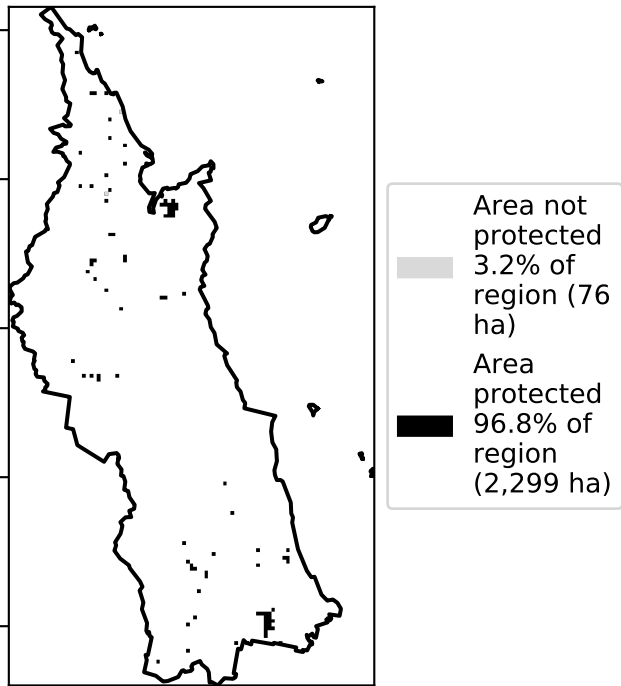 Area not
protected
3.2% of
region (76
ha)
Area
protected
96.8% of
region
(2,299 ha)